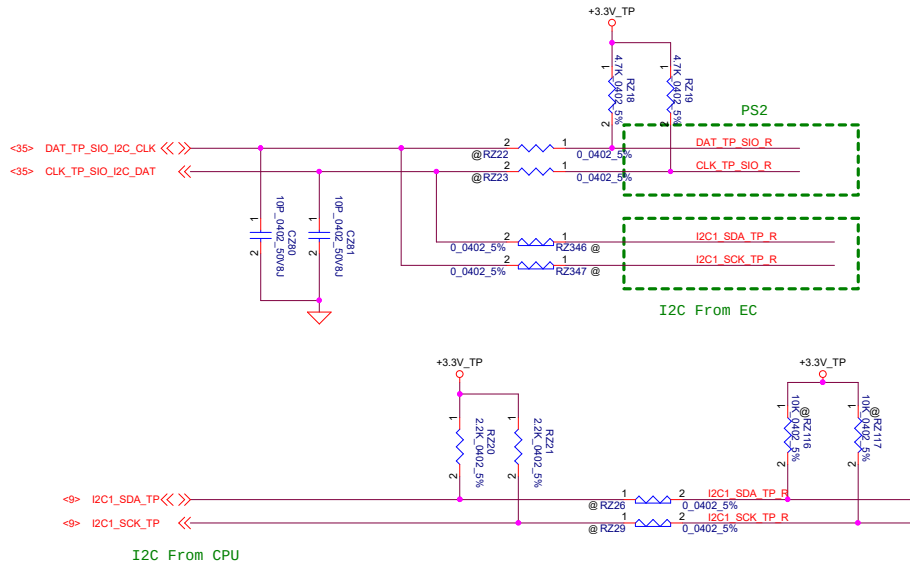 +3.3V_TP
1
4.7K_0402_5%
RZ18
2
1
4.7K_0402_5%
RZ19
2
PS2
<35> DAT_TP_SIO_I2C_CLK
2
1
@RZ22
0_0402_5%
DAT_TP_SIO_R
<35> CLK_TP_SIO_I2C_DAT
2
1
@RZ23
0_0402_5%
CLK_TP_SIO_R
1
10P_0402_50V8J
CZ80
2
1
10P_0402_50V8J
CZ81
2
2
1
0_0402_5%
RZ346 @
I2C1_SDA_TP_R
2
1
0_0402_5%
RZ347 @
I2C1_SCK_TP_R
I2C From EC
+3.3V_TP
1
RZ20
2.2K_0402_5%
2
1
RZ21
2.2K_0402_5%
2
+3.3V_TP
1
@RZ116
10K_0402_5%
2
1
@RZ117
10K_0402_5%
2
<9> I2C1_SDA_TP
1
2
@RZ26
0_0402_5%
I2C1_SDA_TP_R
<9> I2C1_SCK_TP
1
2
@RZ29
0_0402_5%
I2C1_SCK_TP_R
I2C From CPU